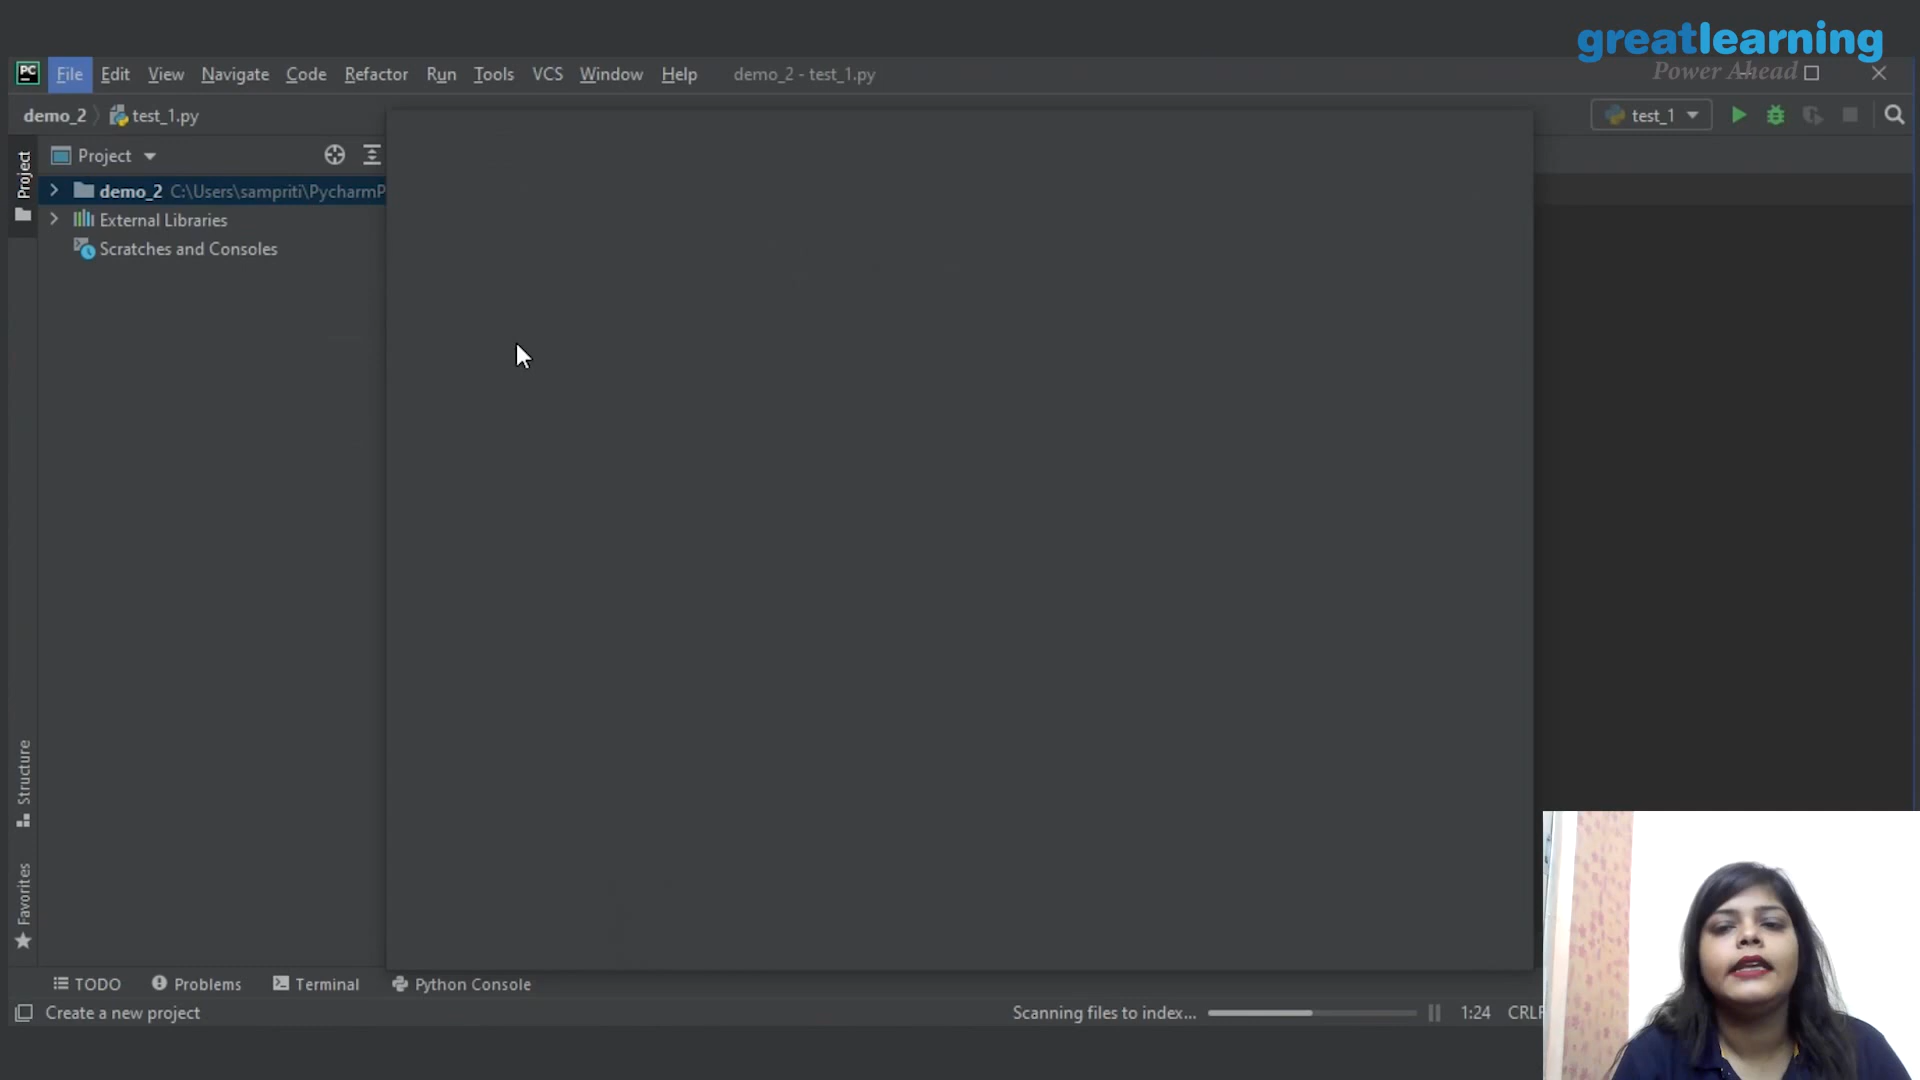 greatlearning
Power Ahead
PC File Edit View Navigate Code Refactor Run Tools VCS Window Help demo_2 - test_1.py
demo_2 test_1.py
test_1
Project
Project
demo_2 C:\Users\sampriti\PycharmP
External Libraries
Scratches and Consoles
Structure
Favorites
TODO Problems Terminal Python Console
Create a new project
Scanning files to index... 1:24 CRLF